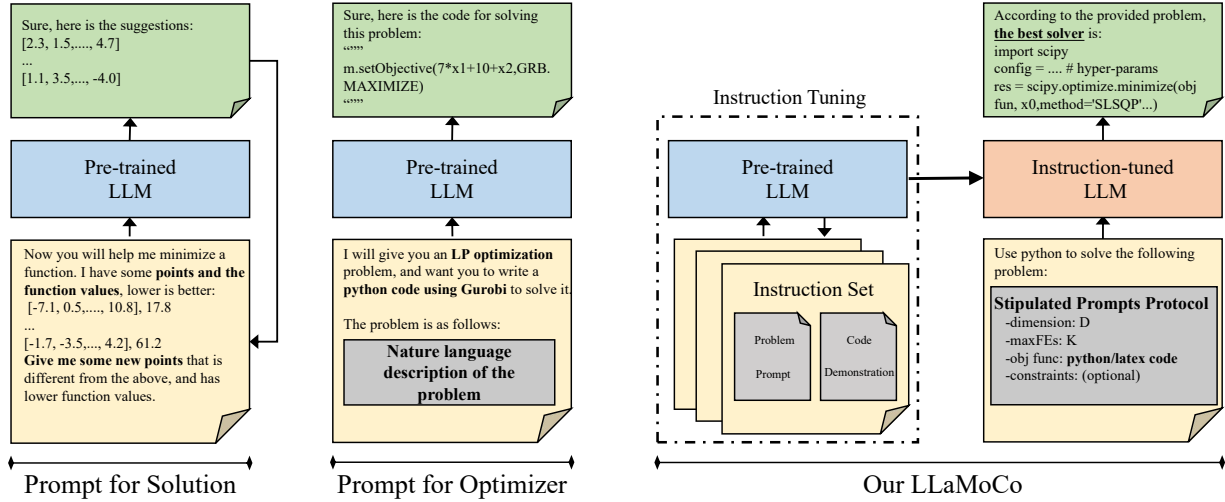 Sure, here is the suggestions:
[2.3, 1.5,...., 4.7]
...
[1.1, 3.5,..., -4.0]
Pre-trained
LLM
Now you will help me minimize a
function. I have some points and the
function values, lower is better:
[-7.1, 0.5,...., 10.8], 17.8
...
[-1.7, -3.5,..., 4.2], 61.2
Give me some new points that is
different from the above, and has
lower function values.
Prompt for Solution
Sure, here is the code for solving
this problem:
“””
m.setObjective(7*x1+10+x2,GRB.
MAXIMIZE)
“””
Pre-trained
LLM
I will give you an LP optimization
problem, and want you to write a
python code using Gurobi to solve it.
The problem is as follows:
Nature language
description of the
problem
Prompt for Optimizer
Instruction Tuning
Pre-trained
LLM
Instruction Set
Problem
Prompt
Code
Demonstration
According to the provided problem,
the best solver is:
import scipy
config = .... # hyper-params
res = scipy.optimize.minimize(obj
fun, x0,method='SLSQP'...)
Instruction-tuned
LLM
Use python to solve the following
problem:
Stipulated Prompts Protocol
-dimension: D
-maxFEs: K
-obj func: python/latex code
-constraints: (optional)
Our LLaMoCo